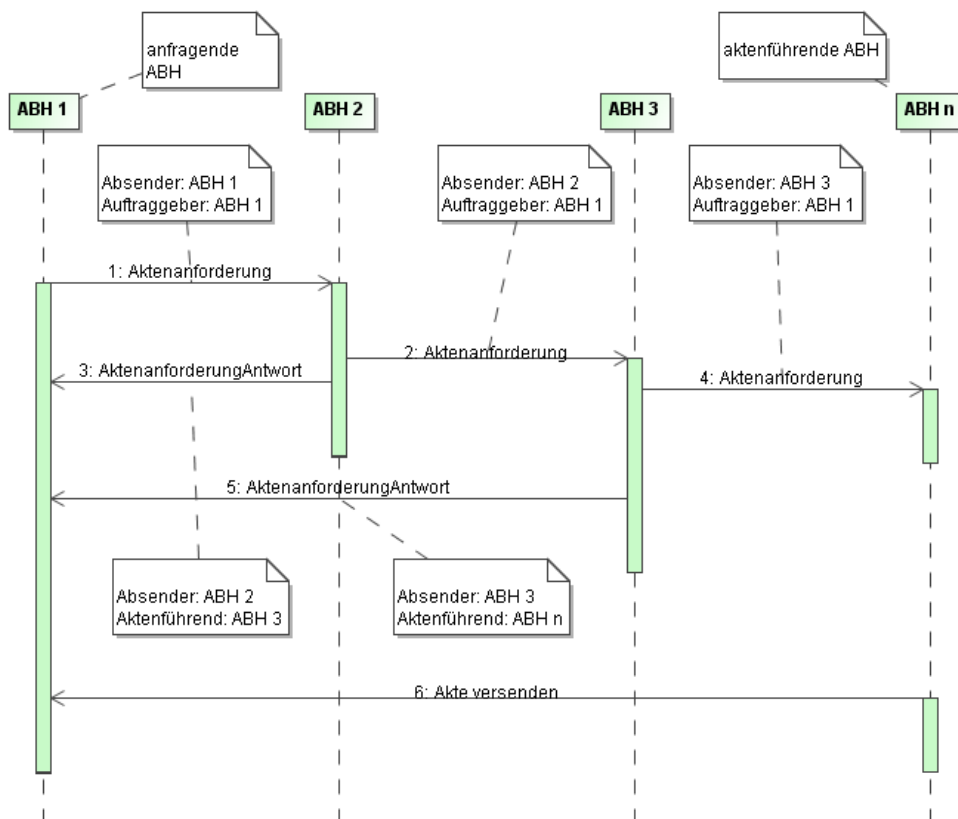 anfragende
ABH
aktenführende ABH
ABH 1
ABH 2
ABH 3
ABH n
Absender: ABH 1
Auftraggeber: ABH 1
Absender: ABH 2
Auftraggeber: ABH 1
Absender: ABH 3
Auftraggeber: ABH 1
1: Aktenanforderung
2: Aktenanforderung
3: AktenanforderungAntwort
4: Aktenanforderung
5: AktenanforderungAntwort
Absender: ABH 2
Aktenführend: ABH 3
Absender: ABH 3
Aktenführend: ABH n
6: Akte versenden